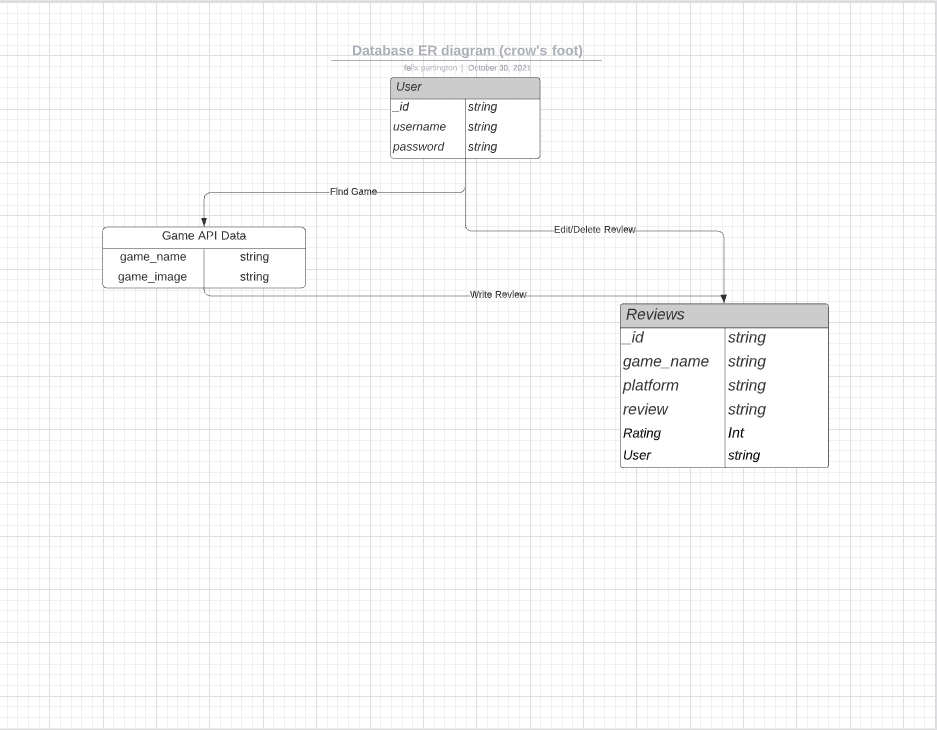 Database ER diagram (crow's foot)
felix partington | October 30, 2021
User
_id string
username string
password string
Find Game
Edit/Delete Review
Game API Data
game_name string
game_image string
Write Review
Reviews
_id string
game_name string
platform string
review string
Rating Int
User string